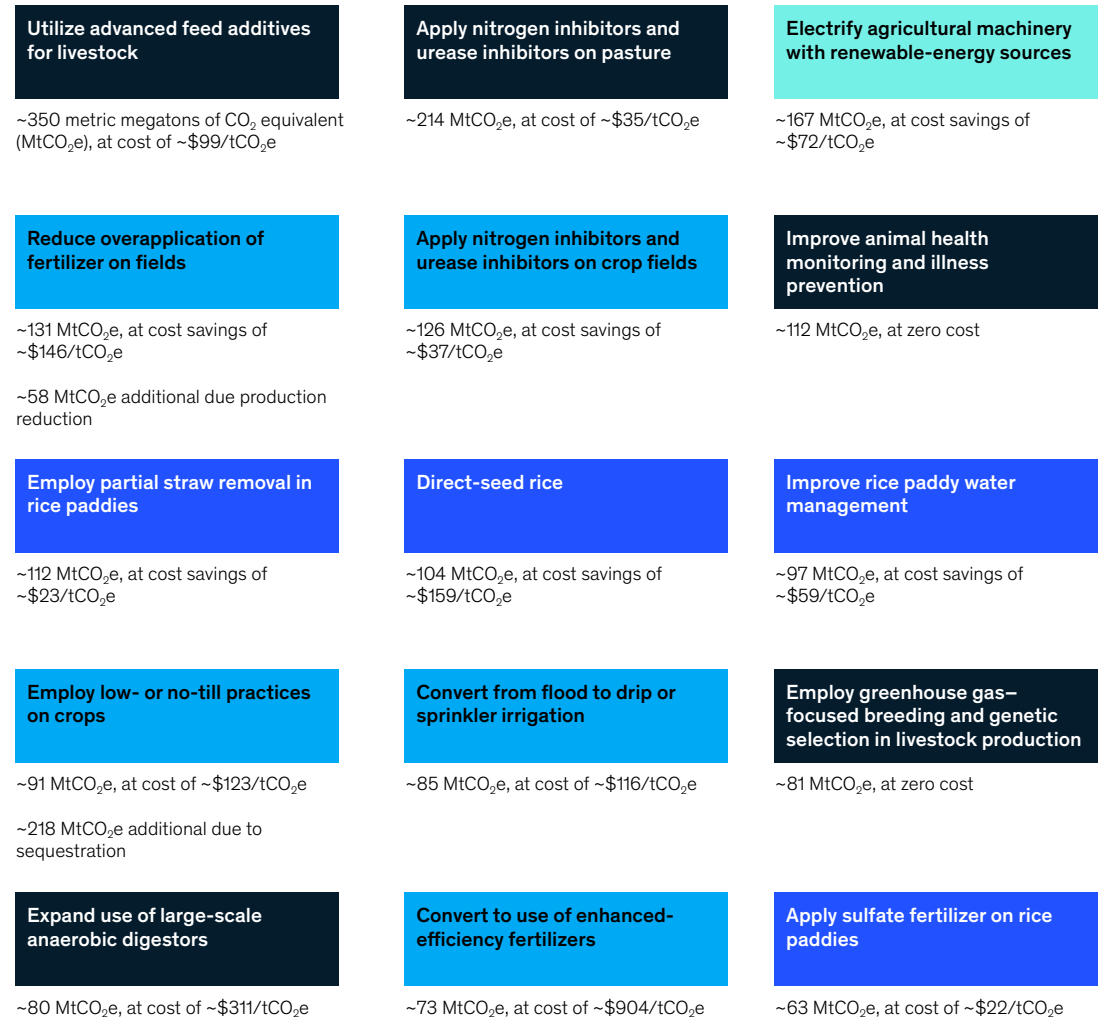 Utilize advanced feed additives
for livestock
~350 metric megatons of CO₂ equivalent
(MtCO₂e), at cost of ~$99/tCO₂e
Apply nitrogen inhibitors and
urease inhibitors on pasture
~214 MtCO₂e, at cost of ~$35/tCO₂e
Electrify agricultural machinery
with renewable-energy sources
~167 MtCO₂e, at cost savings of
~$72/tCO₂e
Reduce overapplication of
fertilizer on fields
~131 MtCO₂e, at cost savings of
~$146/tCO₂e
~58 MtCO₂e additional due production
reduction
Apply nitrogen inhibitors and
urease inhibitors on crop fields
~126 MtCO₂e, at cost savings of
~$37/tCO₂e
Improve animal health
monitoring and illness
prevention
~112 MtCO₂e, at zero cost
Employ partial straw removal in
rice paddies
~112 MtCO₂e, at cost savings of
~$23/tCO₂e
Direct-seed rice
~104 MtCO₂e, at cost savings of
~$159/tCO₂e
Improve rice paddy water
management
~97 MtCO₂e, at cost savings of
~$59/tCO₂e
Employ low- or no-till practices
on crops
~91 MtCO₂e, at cost of ~$123/tCO₂e
~218 MtCO₂e additional due to
sequestration
Convert from flood to drip or
sprinkler irrigation
~85 MtCO₂e, at cost of ~$116/tCO₂e
Employ greenhouse gas–
focused breeding and genetic
selection in livestock production
~81 MtCO₂e, at zero cost
Expand use of large-scale
anaerobic digestors
~80 MtCO₂e, at cost of ~$311/tCO₂e
Convert to use of enhanced-
efficiency fertilizers
~73 MtCO₂e, at cost of ~$904/tCO₂e
Apply sulfate fertilizer on rice
paddies
~63 MtCO₂e, at cost of ~$22/tCO₂e